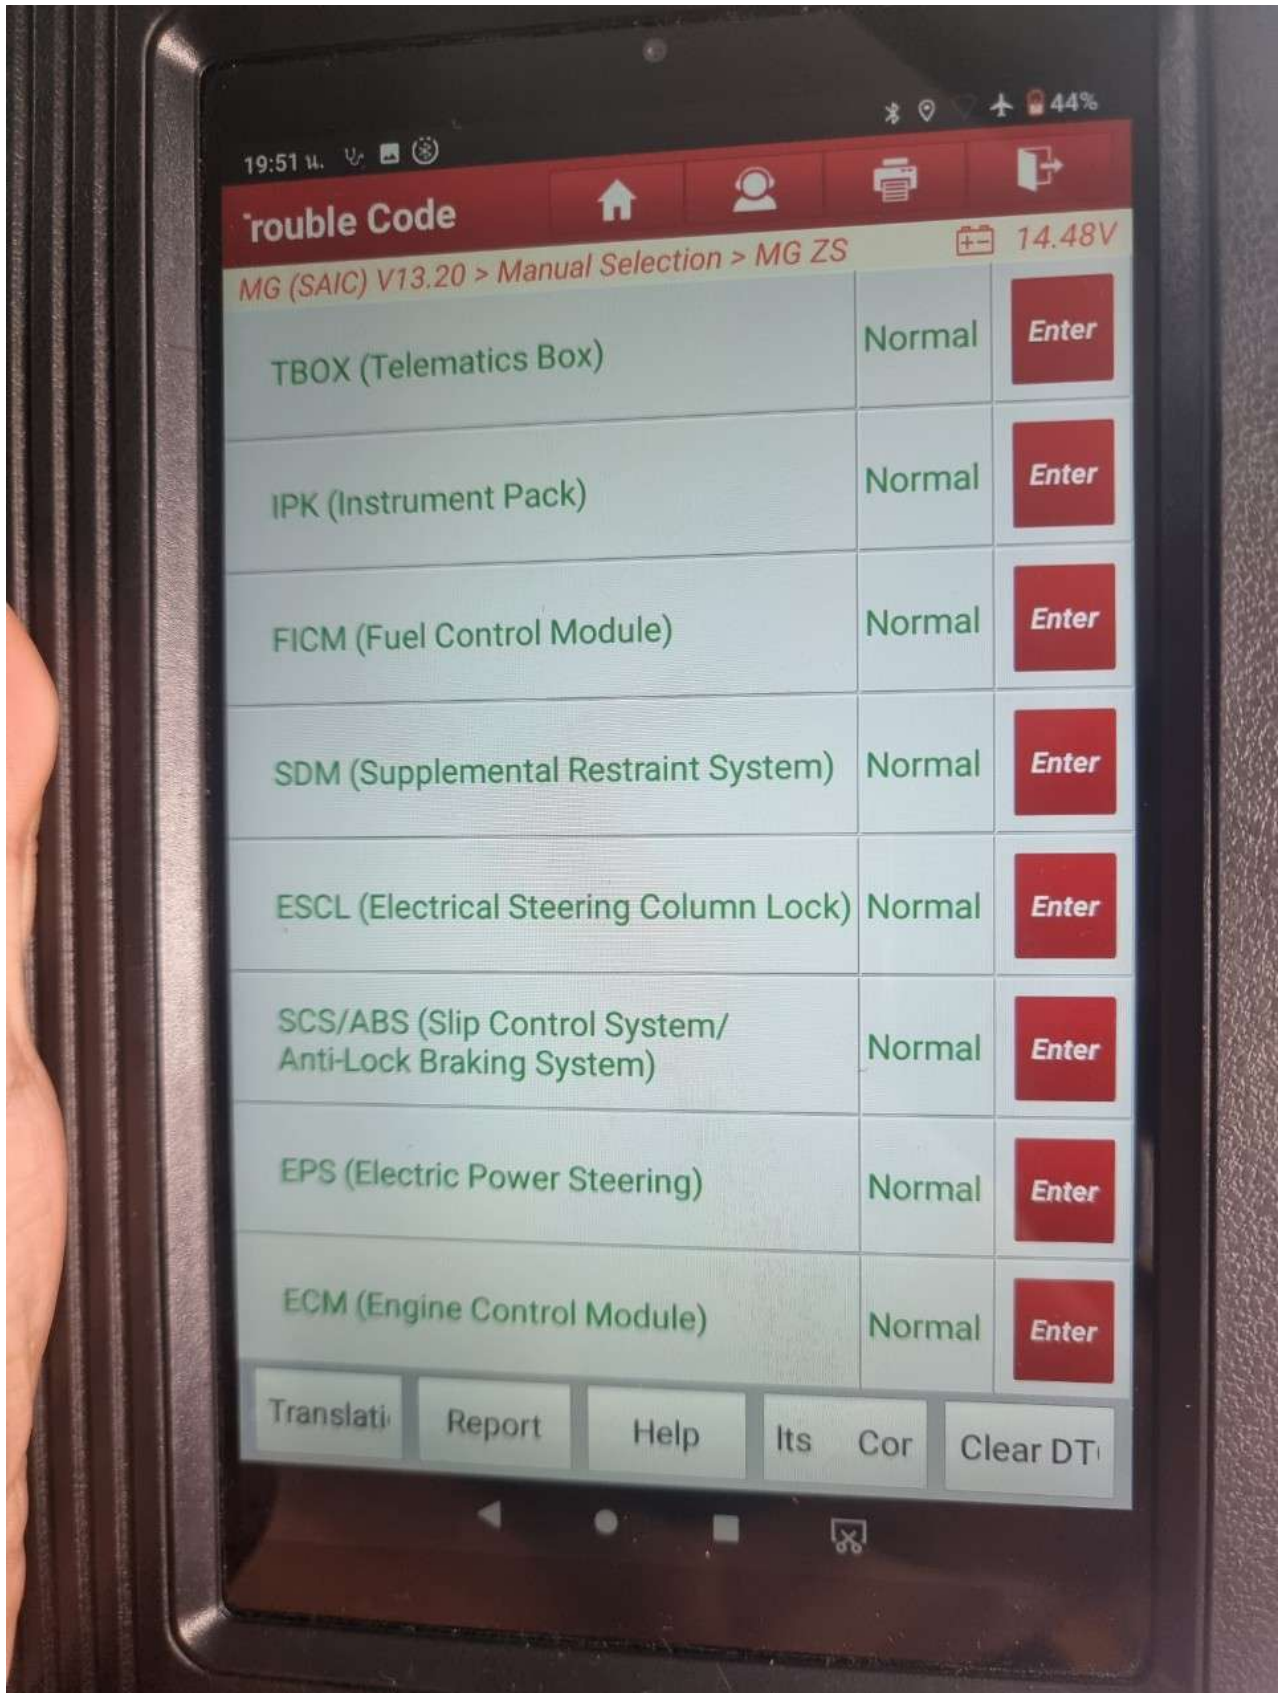 19:51 น.
44%
rouble Code
MG (SAIC) V13.20 > Manual Selection > MG ZS
14.48V
TBOX (Telematics Box) Normal Enter
IPK (Instrument Pack) Normal Enter
FICM (Fuel Control Module) Normal Enter
SDM (Supplemental Restraint System) Normal Enter
ESCL (Electrical Steering Column Lock) Normal Enter
SCS/ABS (Slip Control System/
Anti-Lock Braking System) Normal Enter
EPS (Electric Power Steering) Normal Enter
ECM (Engine Control Module) Normal Enter
Translati Report Help Its Cor Clear DT